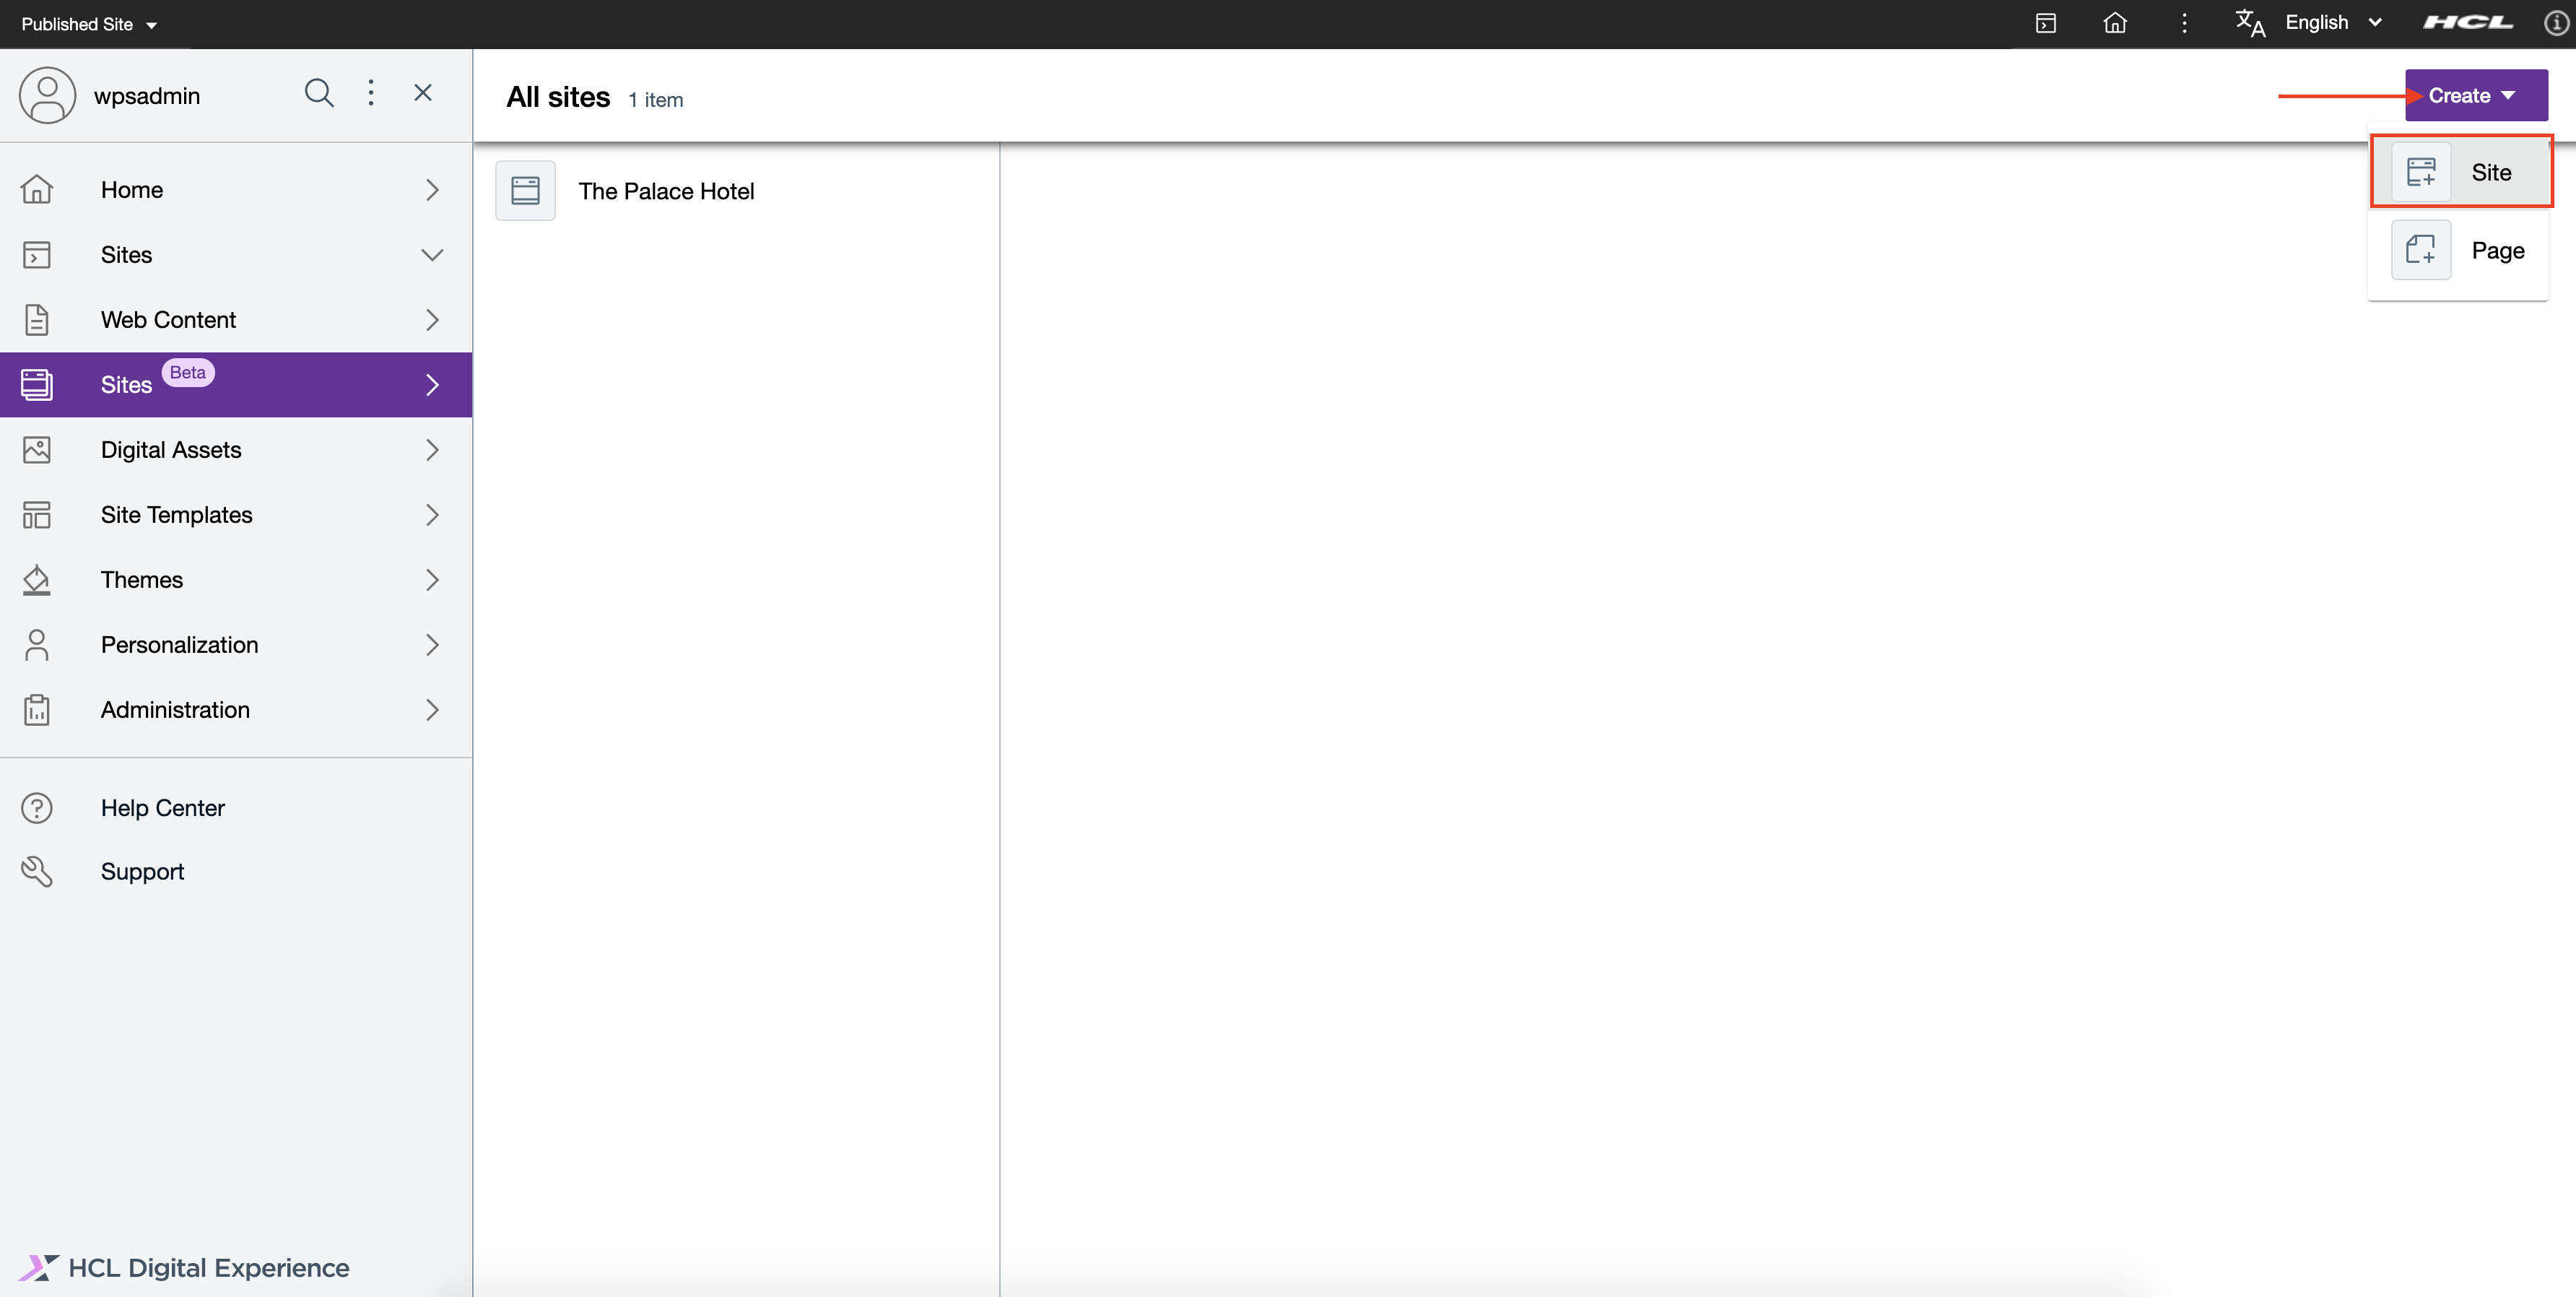 Published Site
English
HCL
wpsadmin
All sites 1 item
Create
Site
Page
Home
Sites
Web Content
Sites Beta
Digital Assets
Site Templates
Themes
Personalization
Administration
Help Center
Support
HCL Digital Experience
The Palace Hotel